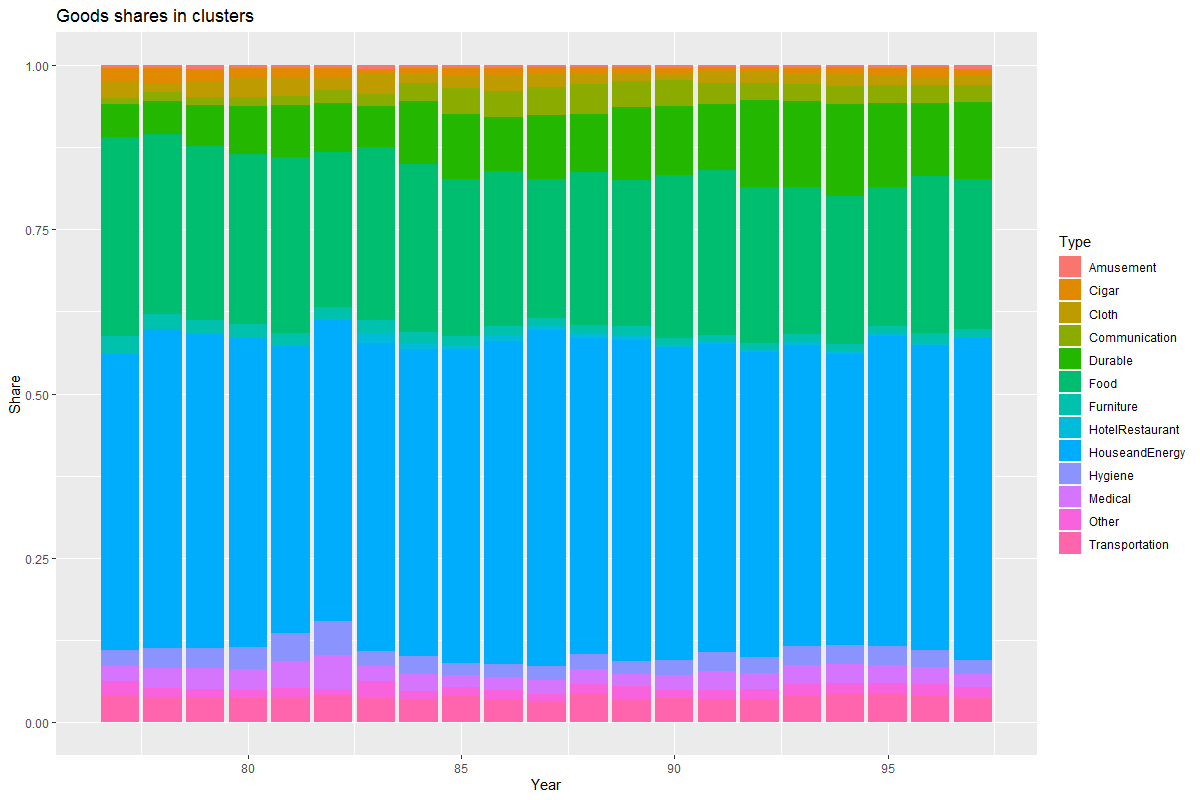 Goods shares in clusters
1.00
0.75
0.50
0.25
0.00
Share
80
85
90
95
Year
Type
Amusement
Cigar
Cloth
Communication
Durable
Food
Furniture
HotelRestaurant
HouseandEnergy
Hygiene
Medical
Other
Transportation